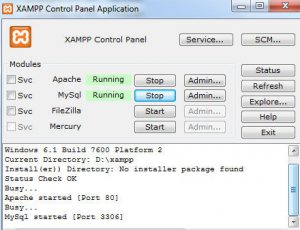 XAMPP Control Panel Application
XAMPP Control Panel Service... SCM...
Modules
Svc Apache Running Stop Admin...
Svc MySql Running Stop Admin...
Svc FileZilla Start Admin...
Svc Mercury Start Admin...
Status
Refresh
Explore...
Help
Exit
Windows 6.1 Build 7600 Platform 2
Current Directory: D:\xampp
Install(er)) Directory: No installer package found
Status Check OK
Busy...
Apache started [Port 80]
Busy...
MySql started [Port 3306]